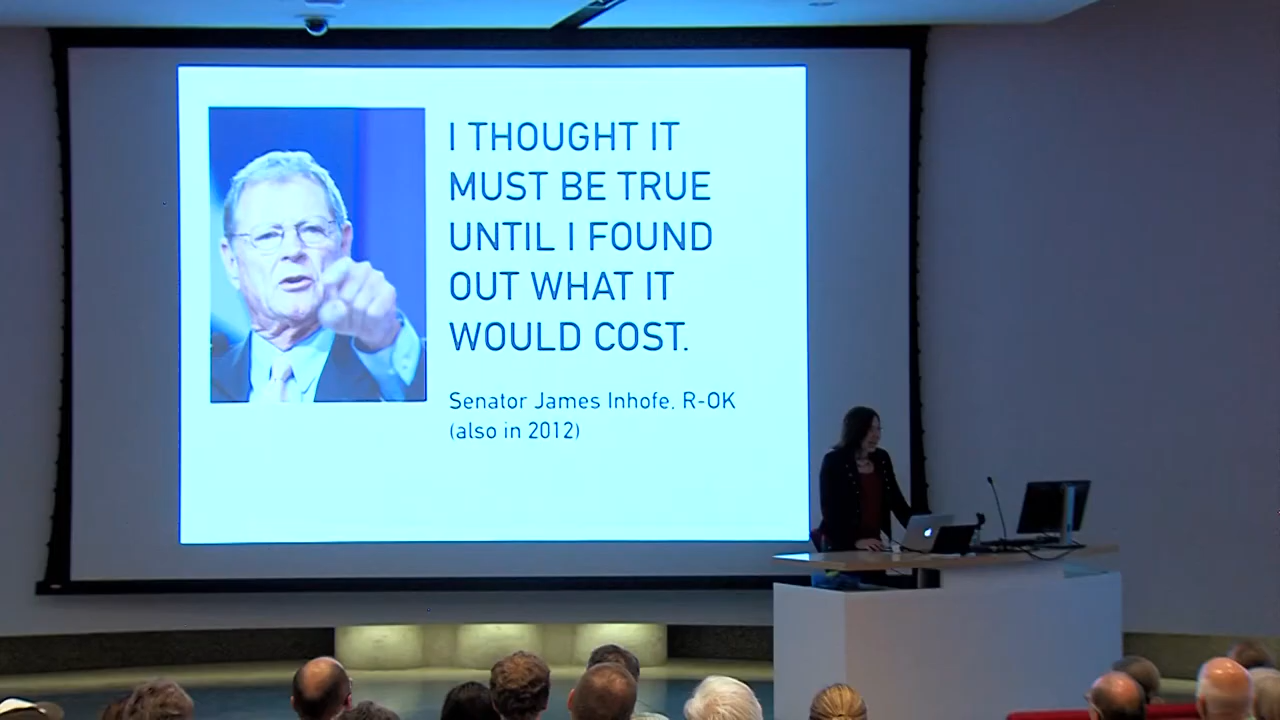 I THOUGHT IT
MUST BE TRUE
UNTIL I FOUND
OUT WHAT IT
WOULD COST.
Senator James Inhofe, R-OK
(also in 2012)